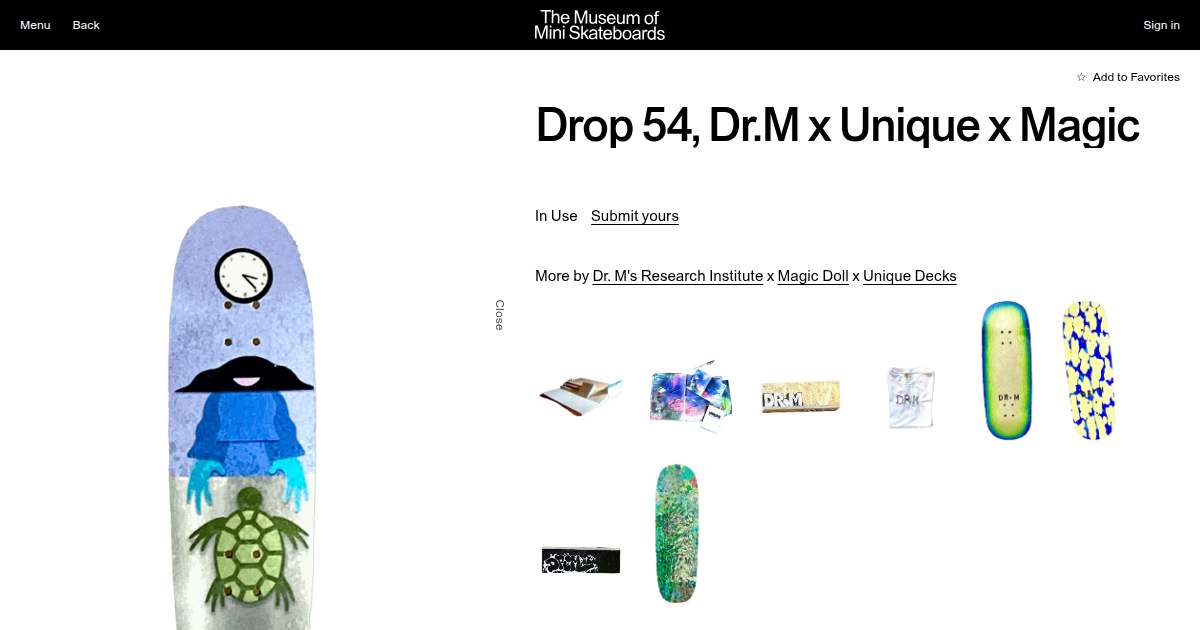 Menu
Back
The Museum of
Mini Skateboards
Sign in
☆ Add to Favorites
Drop 54, Dr.M x Unique x Magic
In Use Submit yours
More by Dr. M's Research Institute x Magic Doll x Unique Decks
Close
DR.M
DR.M
DR.M